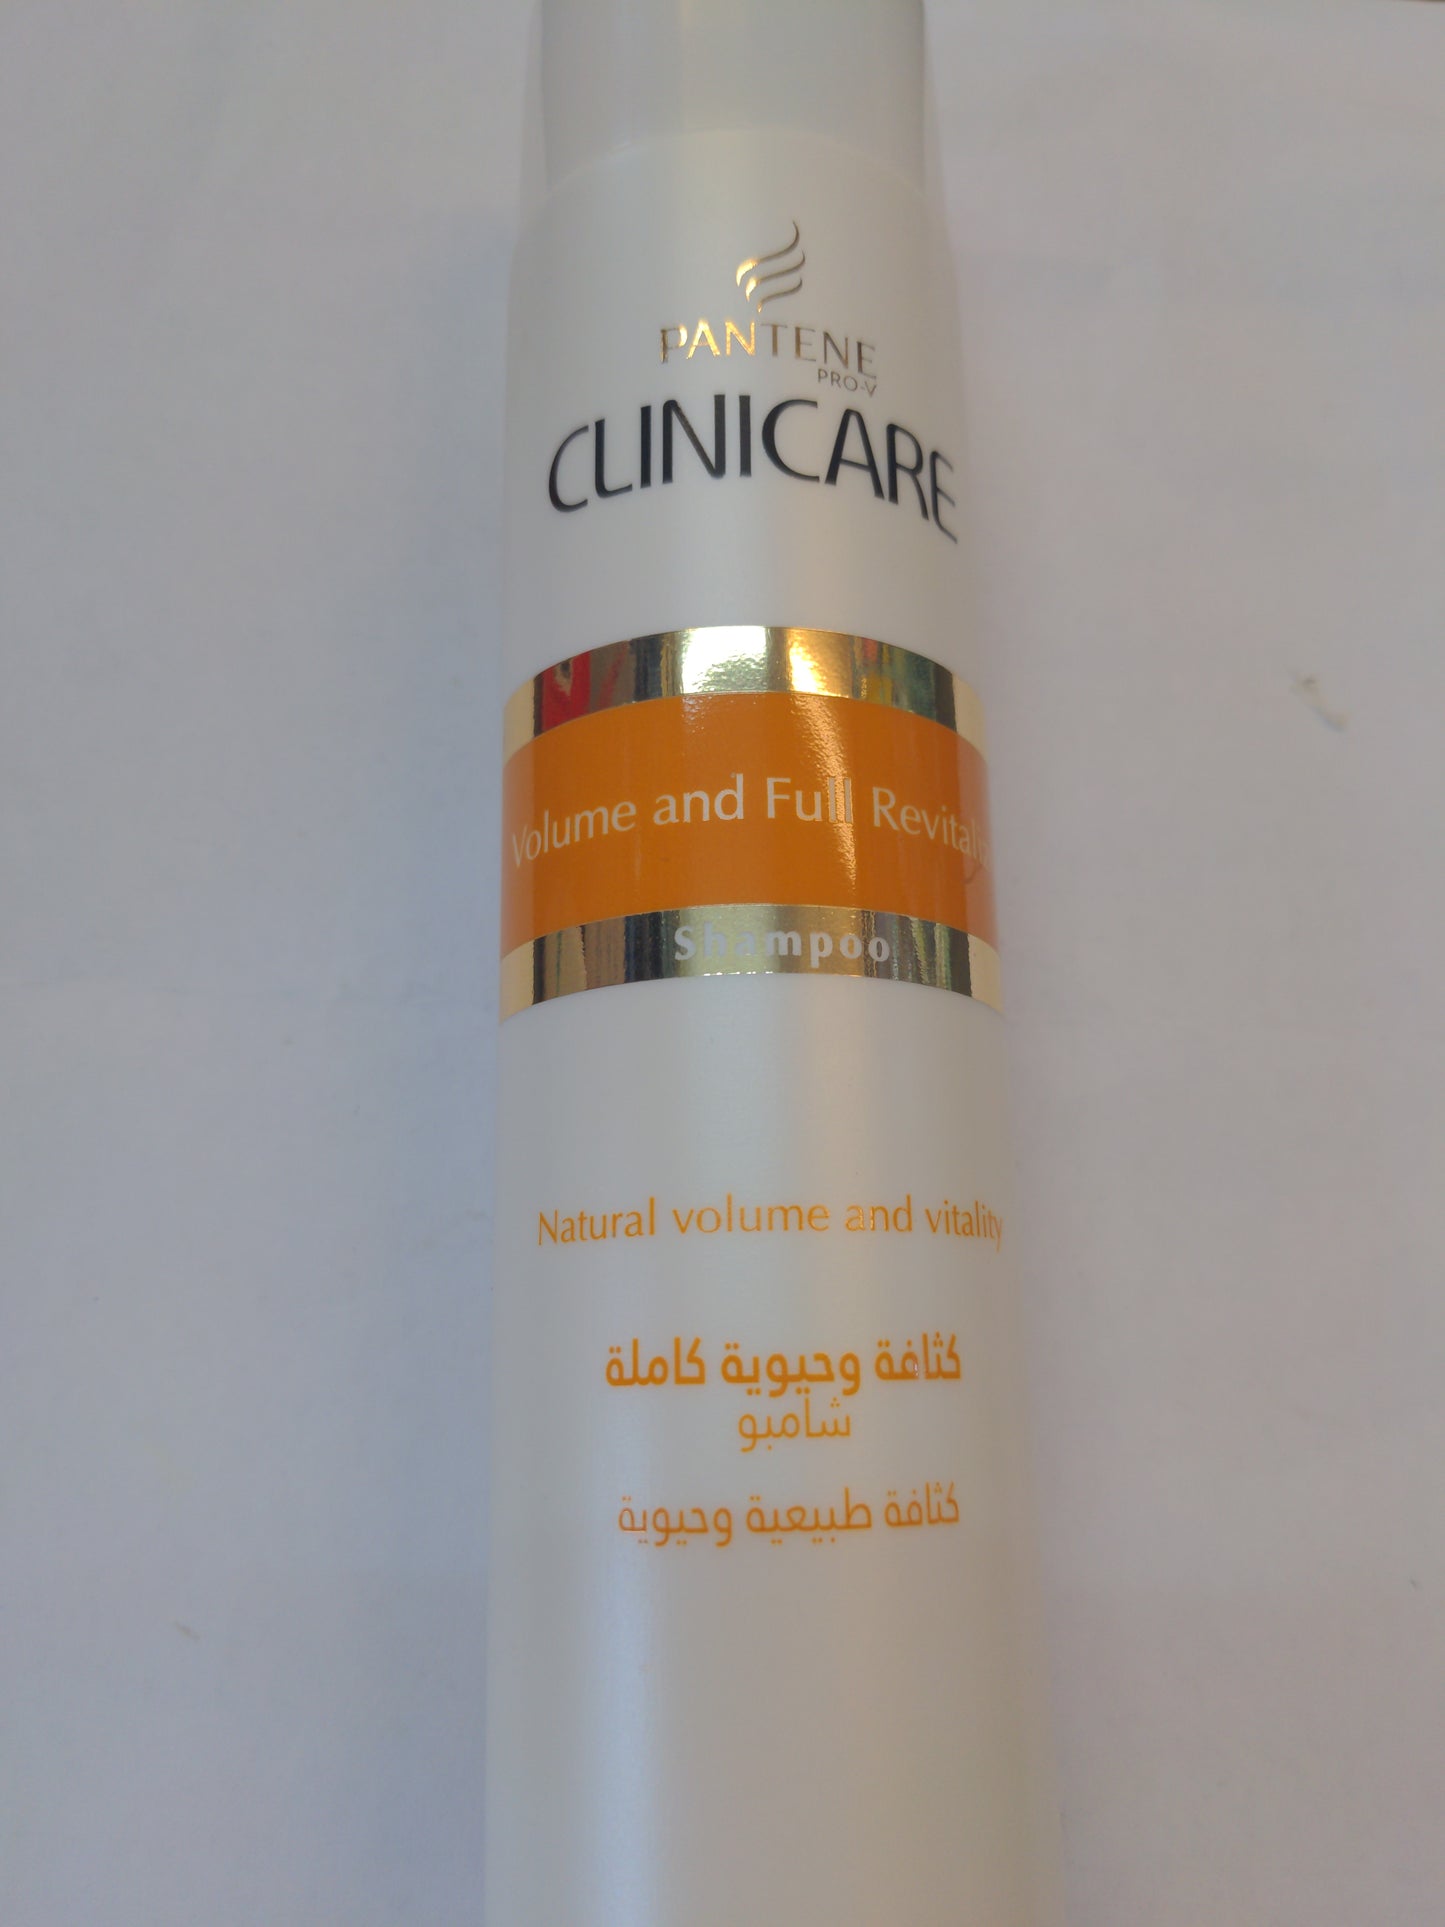 PANTENE
PRO-V
CLINICARE
Volume and Full
Shampoo
Natural volume and vitality
كثافة وحيوية كاملة
شامبو
كثافة طبيعية وحيوية